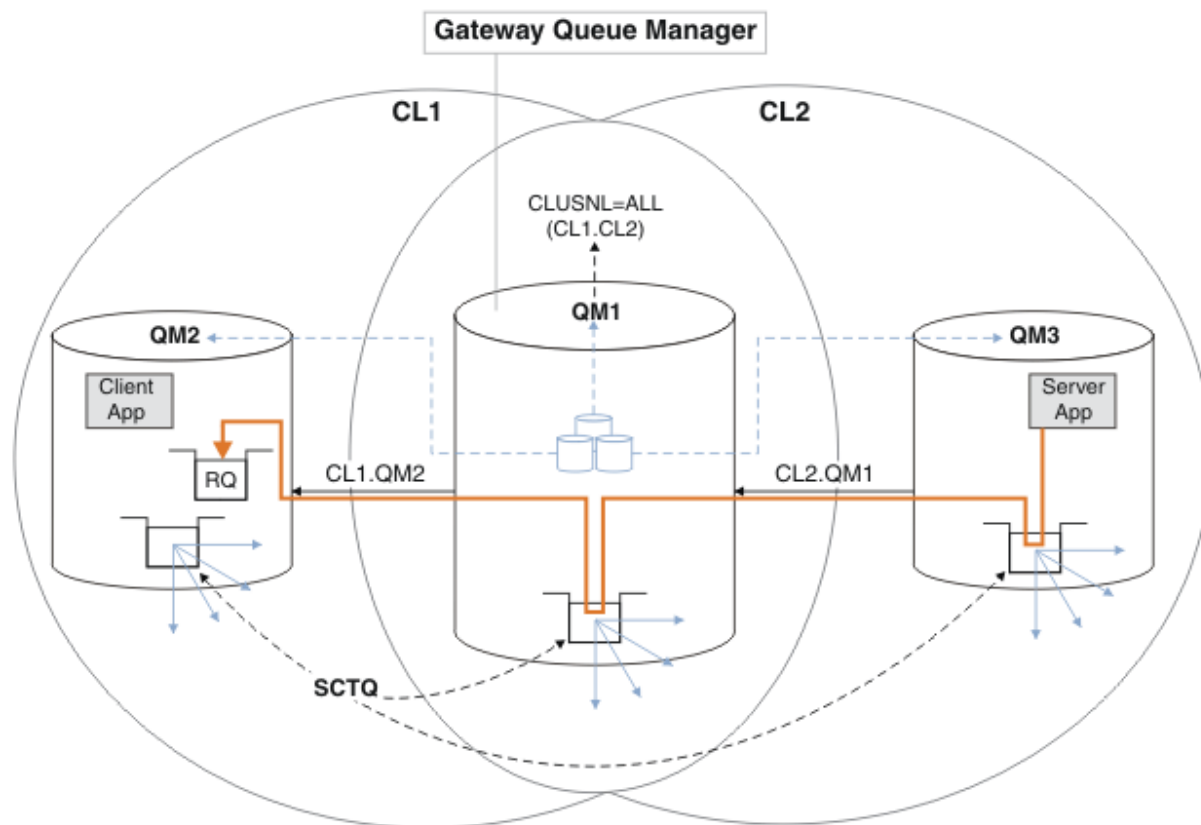 Gateway Queue Manager
CL1
CL2
CLUSNL=ALL
(CL1.CL2)
QM2
QM1
QM3
Client
App
Server
App
RQ
CL1.QM2
CL2.QM1
SCTQ